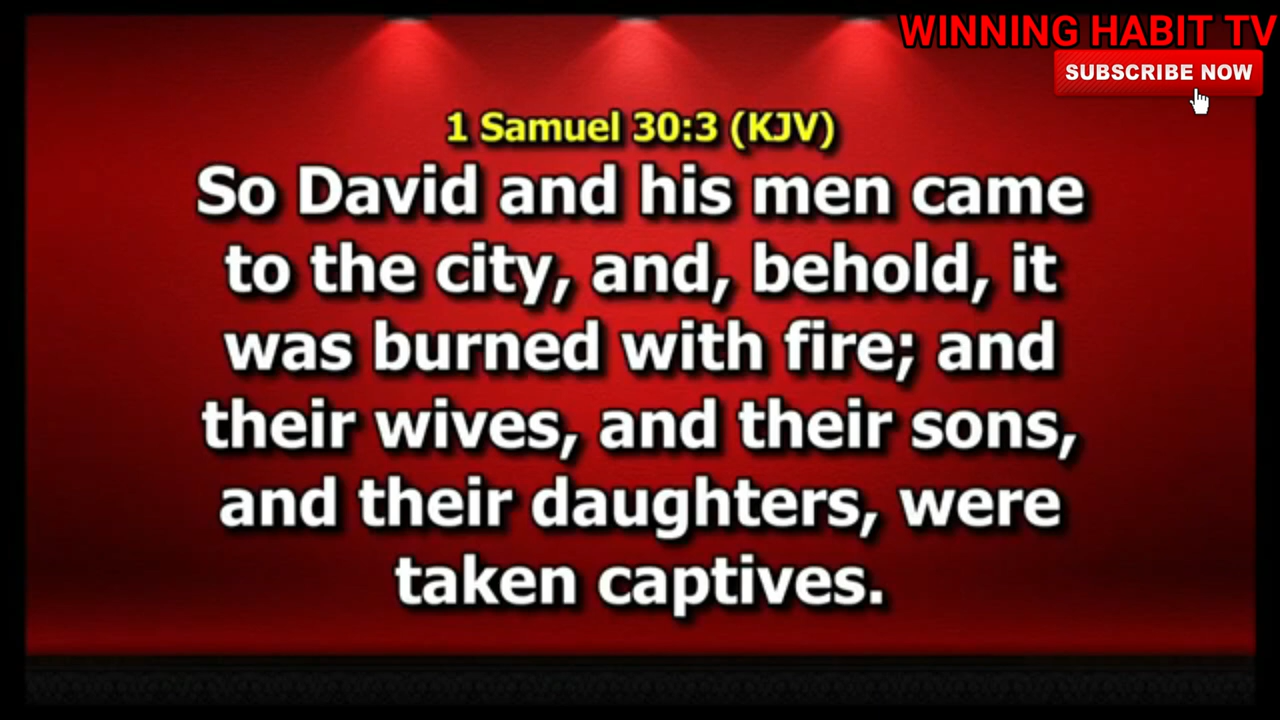 WINNING HABIT TV
SUBSCRIBE NOW
1 Samuel 30:3 (KJV)
So David and his men came
to the city, and, behold, it
was burned with fire; and
their wives, and their sons,
and their daughters, were
taken captives.